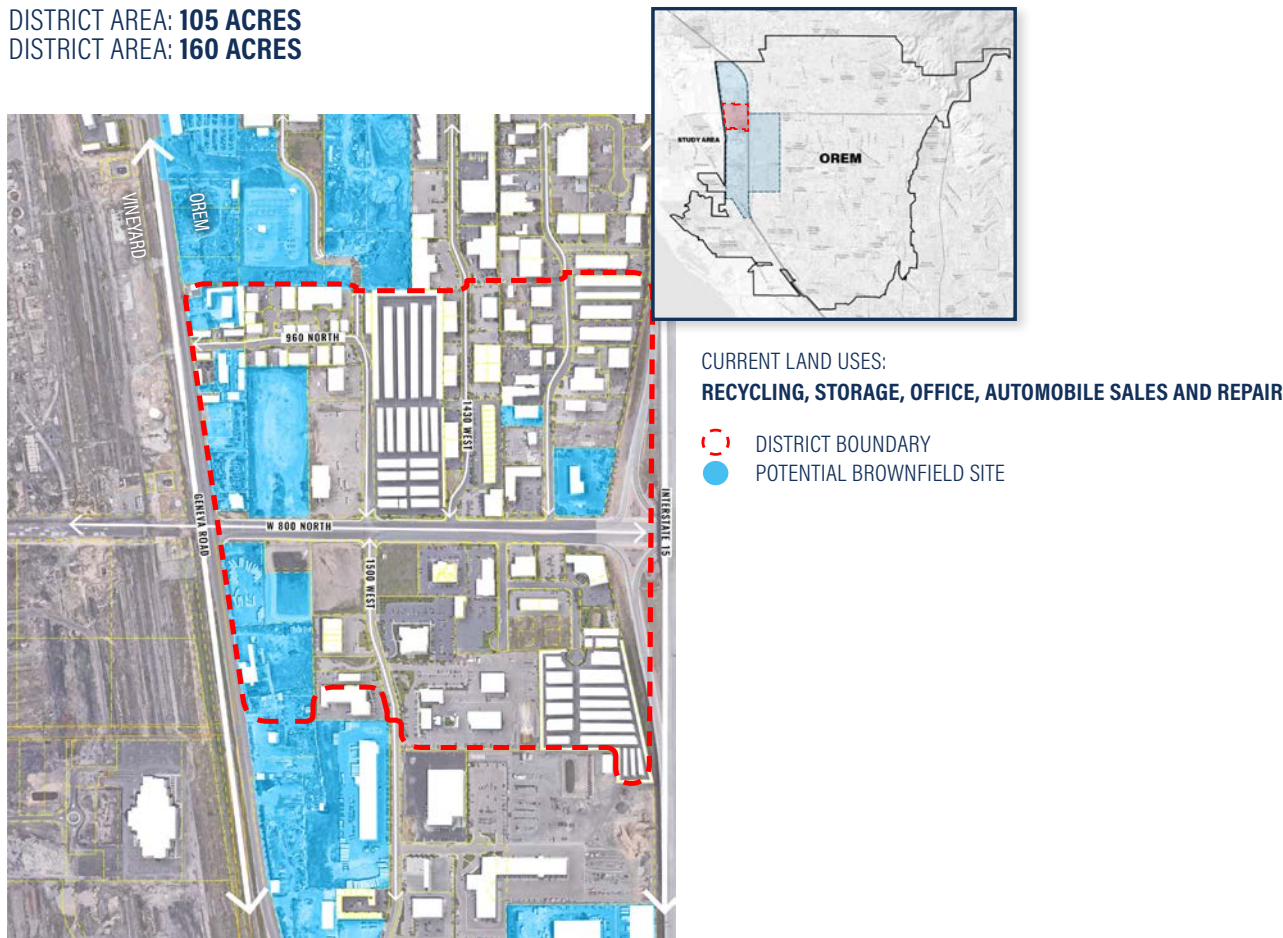 DISTRICT AREA: 105 ACRES
DISTRICT AREA: 160 ACRES
STUDY AREA
OREM
VINEYARD
OREM
960 NORTH
1430 WEST
GENEVA ROAD
W 800 NORTH
INTERSTATE 15
1500 WEST
CURRENT LAND USES:
RECYCLING, STORAGE, OFFICE, AUTOMOBILE SALES AND REPAIR
DISTRICT BOUNDARY
POTENTIAL BROWNFIELD SITE